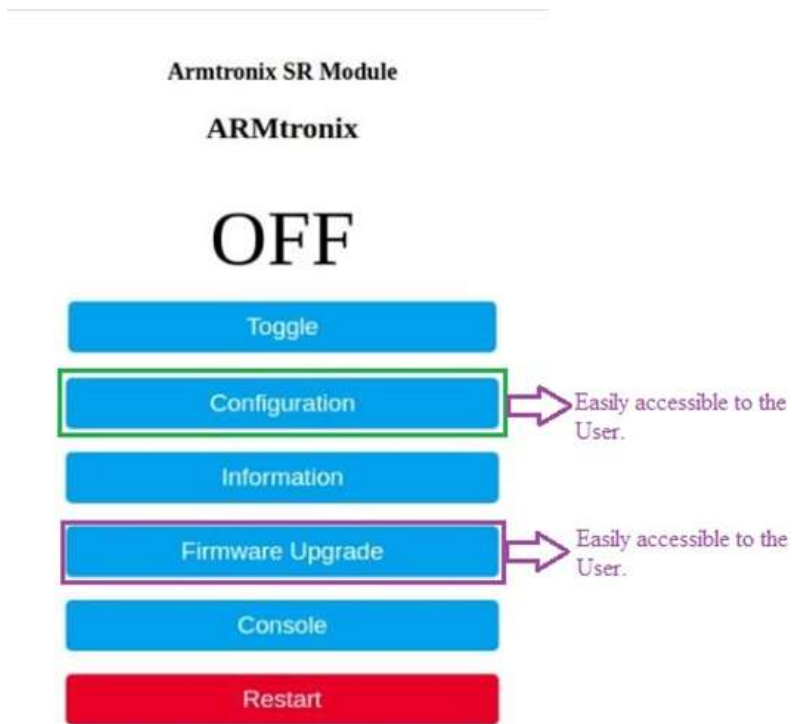 Armtronix SR Module
ARMtronix
OFF
Toggle
Configuration
Easily accessible to the
User.
Information
Firmware Upgrade
Easily accessible to the
User.
Console
Restart